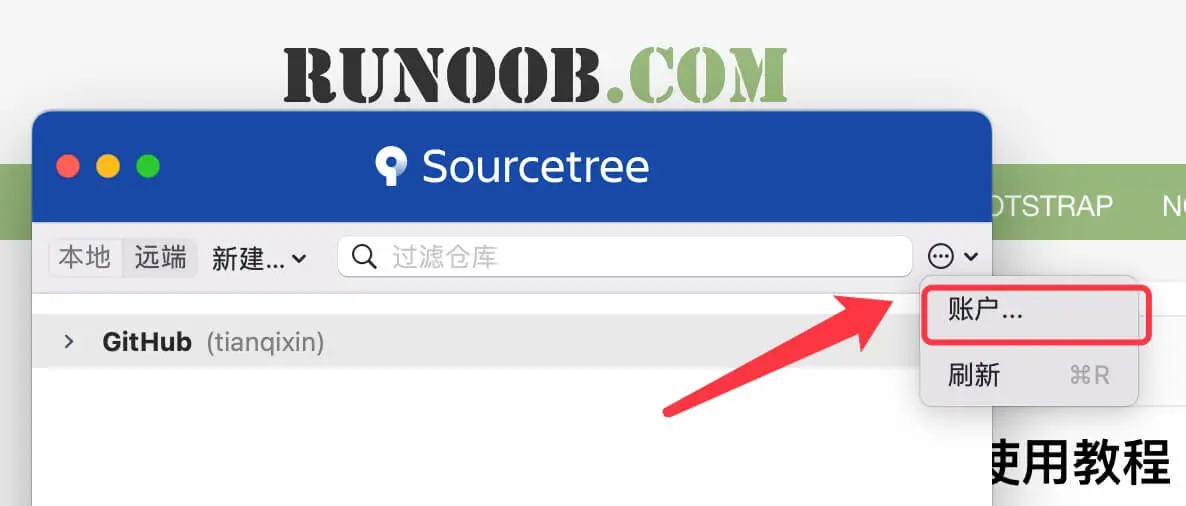 RUNOOB.COM
Sourcetree
OTSTRAP
本地 远端 新建... 过滤仓库
账户...
GitHub (tianqixin)
刷新 ⌘R
使用教程